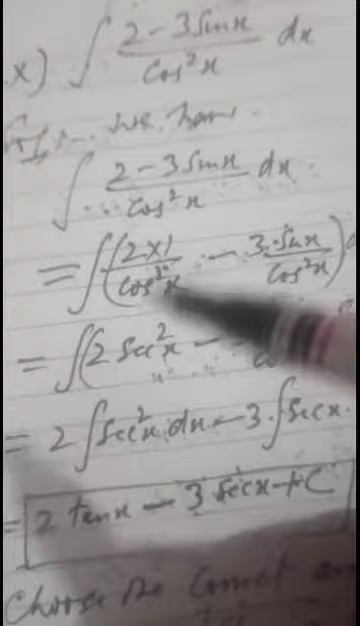 x) ∫ 2 - 3 sin x / cos² x dx
we have
∫ 2 - 3 sin x / cos² x dx
= ∫ ( 2×1 / cos² x - 3·sin x / cos² x )
= ∫ ( 2 sec² x -
= 2 ∫ sec² x dx - 3 · ∫ sec x
= 2 tan x - 3 sec x + C
Choose the correct